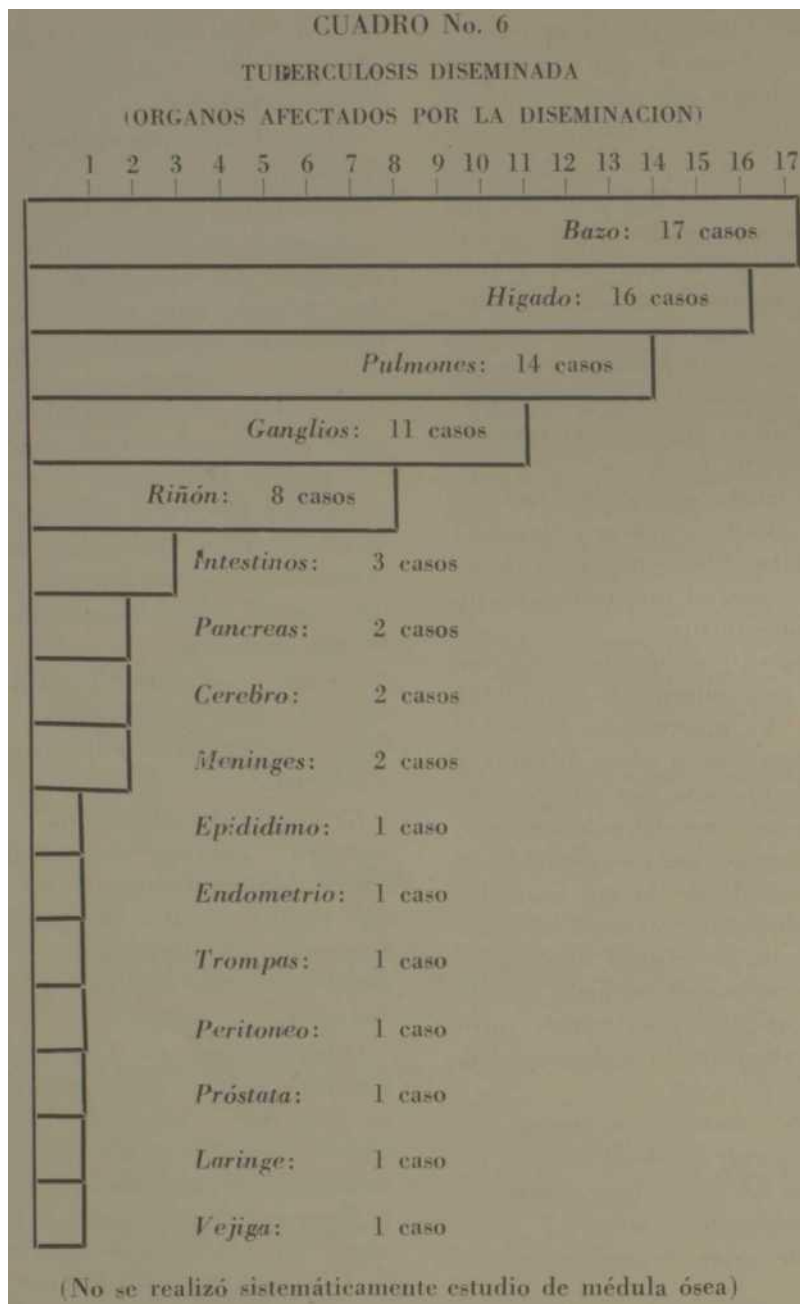 CUADRO No. 6
TUBERCULOSIS DISEMINADA
(ORGANOS AFECTADOS POR LA DISEMINACION)
1 2 3 4 5 6 7 8 9 10 11 12 13 14 15 16 17
Bazo: 17 casos
Hígado: 16 casos
Pulmones: 14 casos
Ganglios: 11 casos
Riñón: 8 casos
Intestinos: 3 casos
Pancreas: 2 casos
Cerebro: 2 casos
Meninges: 2 casos
Epididimo: 1 caso
Endometrio: 1 caso
Trompas: 1 caso
Peritoneo: 1 caso
Próstata: 1 caso
Laringe: 1 caso
Vejiga: 1 caso
(No se realizó sistemáticamente estudio de médula ósea)